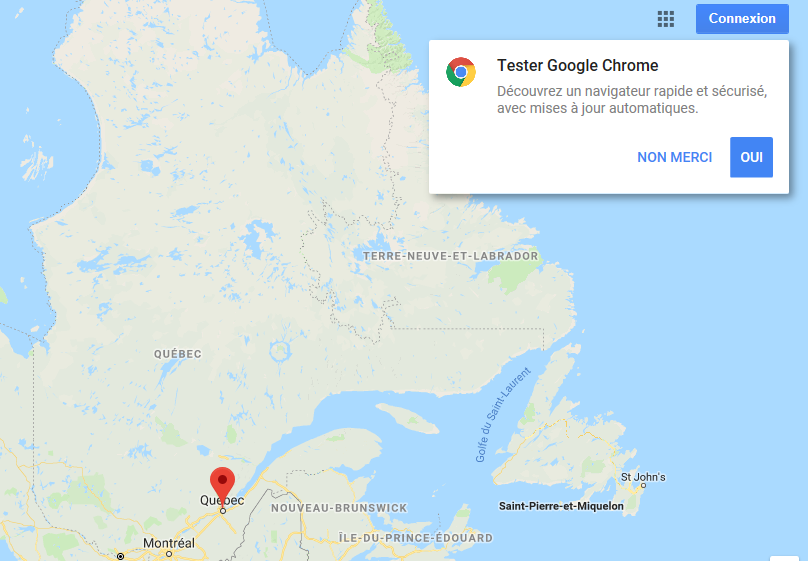 Connexion
Tester Google Chrome
Découvrez un navigateur rapide et sécurisé,
avec mises à jour automatiques.
NON MERCI
OUI
TERRE-NEUVE-ET-LABRADOR
QUÉBEC
Golfe du Saint-Laurent
St John's
Québec
NOUVEAU-BRUNSWICK
Saint-Pierre-et-Miquelon
ÎLE-DU-PRINCE-ÉDOUARD
Montréal